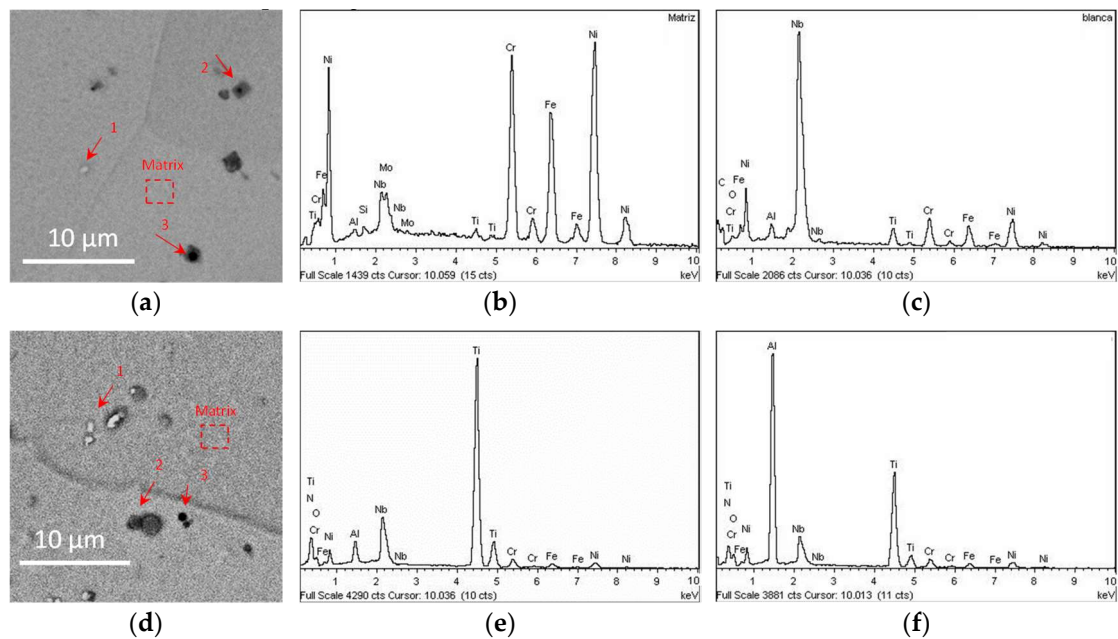 2
1
Matrix
3
10 μm
(a)
Matriz
Ni
Cr
Ni
Fe
Mo
Fe
Nb
Cr
Si
Nb
Ti
Al
Mo
Ti
Ti
Cr
Fe
Ni
0 1 2 3 4 5 6 7 8 9 10
Full Scale 1439 cts Cursor: 10.059 (15 cts)
keV
(b)
blanca
Nb
Ni
C
Fe
O
Cr
Ti
Al
Nb
Ti
Ti
Cr
Cr
Fe
Fe
Ni
Ni
1 2 3 4 5 6 7 8 9 10
Full Scale 2086 cts Cursor: 10.036 (10 cts)
keV
(c)
1
Matrix
2
3
10 μm
(d)
Ti
Ti
N
O
Cr
Ni
Fe
Al
Nb
Nb
Ti
Cr
Cr
Fe
Fe
Ni
Ni
1 2 3 4 5 6 7 8 9 10
Full Scale 4290 cts Cursor: 10.036 (10 cts)
keV
(e)
Al
Ti
Ti
N
O
Cr
Ni
Fe
Nb
Nb
Ti
Cr
Cr
Fe
Fe
Ni
Ni
1 2 3 4 5 6 7 8 9 10
Full Scale 3881 cts Cursor: 10.013 (11 cts)
keV
(f)